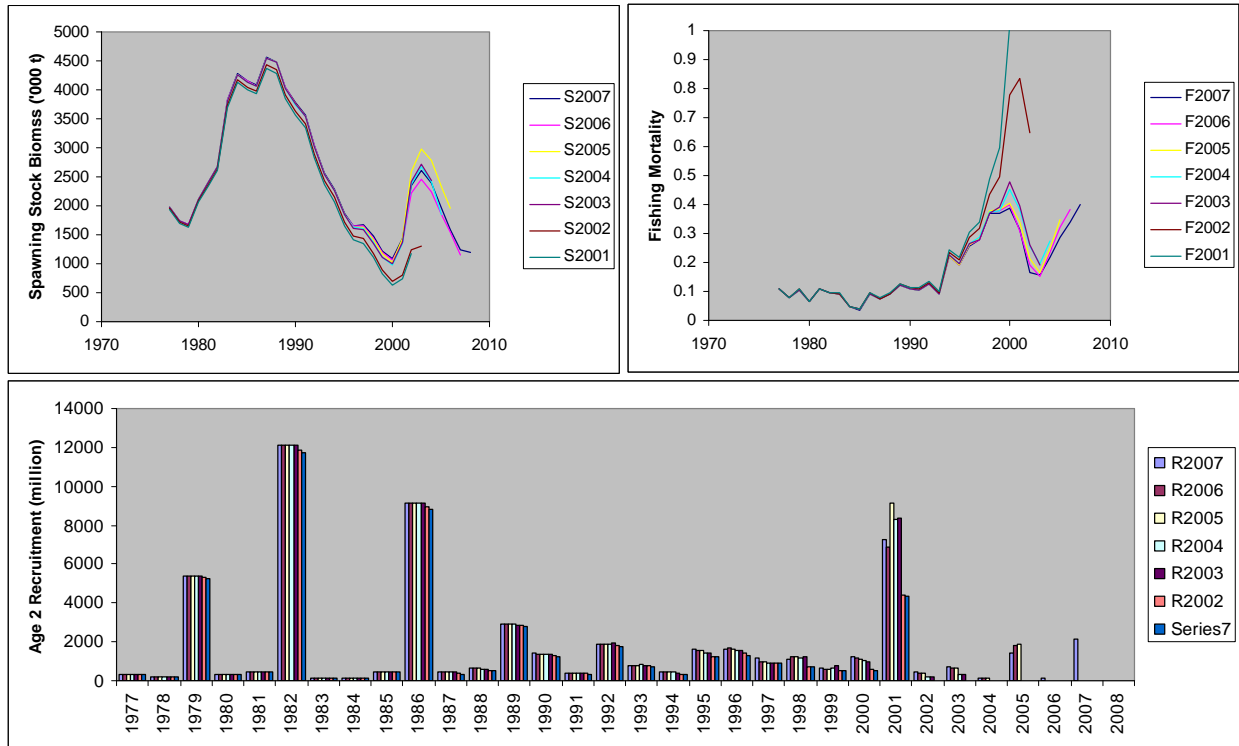 Spawning Stock Biomss ('000 t)
5000
4500
4000
3500
3000
2500
2000
1500
1000
500
0
1970 1980 1990 2000 2010
S2007
S2006
S2005
S2004
S2003
S2002
S2001
Fishing Mortality
1
0.9
0.8
0.7
0.6
0.5
0.4
0.3
0.2
0.1
0
1970 1980 1990 2000 2010
F2007
F2006
F2005
F2004
F2003
F2002
F2001
Age 2 Recruitment (million)
14000
12000
10000
8000
6000
4000
2000
0
1977 1978 1979 1980 1981 1982 1983 1984 1985 1986 1987 1988 1989 1990 1991 1992 1993 1994 1995 1996 1997 1998 1999 2000 2001 2002 2003 2004 2005 2006 2007 2008
R2007
R2006
R2005
R2004
R2003
R2002
Series7